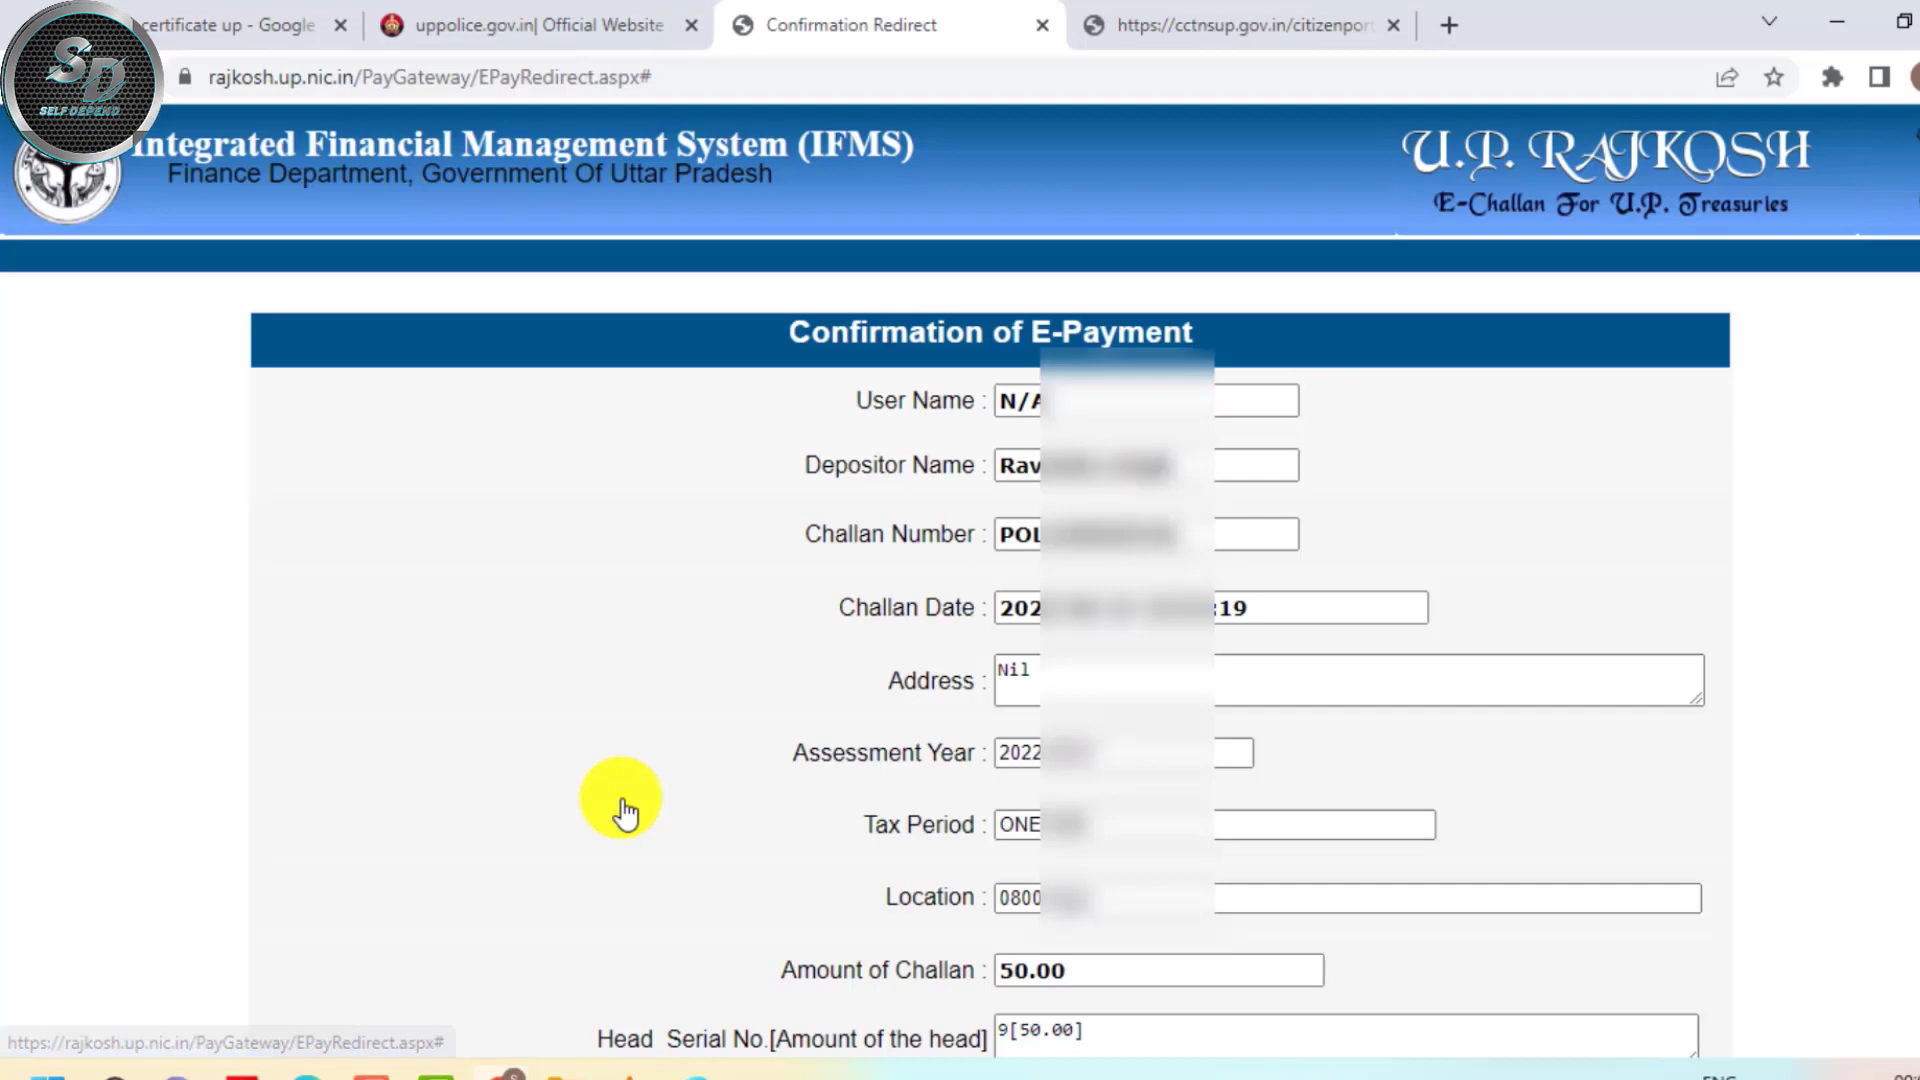 certificate up - Google
uppolice.gov.in| Official Website
Confirmation Redirect
https://cctnsup.gov.in/citizenpor
SD
SELF DEPEND
rajkosh.up.nic.in/PayGateway/EPayRedirect.aspx#
Integrated Financial Management System (IFMS)
Finance Department, Government Of Uttar Pradesh
U.P. RAJKOSH
E-Challan For U.P. Treasuries
Confirmation of E-Payment
User Name : N/A
Depositor Name : Rav
Challan Number : POL
Challan Date : 202 :19
Address : Nil
Assessment Year : 2022
Tax Period : ONE
Location : 0800
Amount of Challan : 50.00
Head Serial No.[Amount of the head] 9[50.00]
https://rajkosh.up.nic.in/PayGateway/EPayRedirect.aspx#
ENG